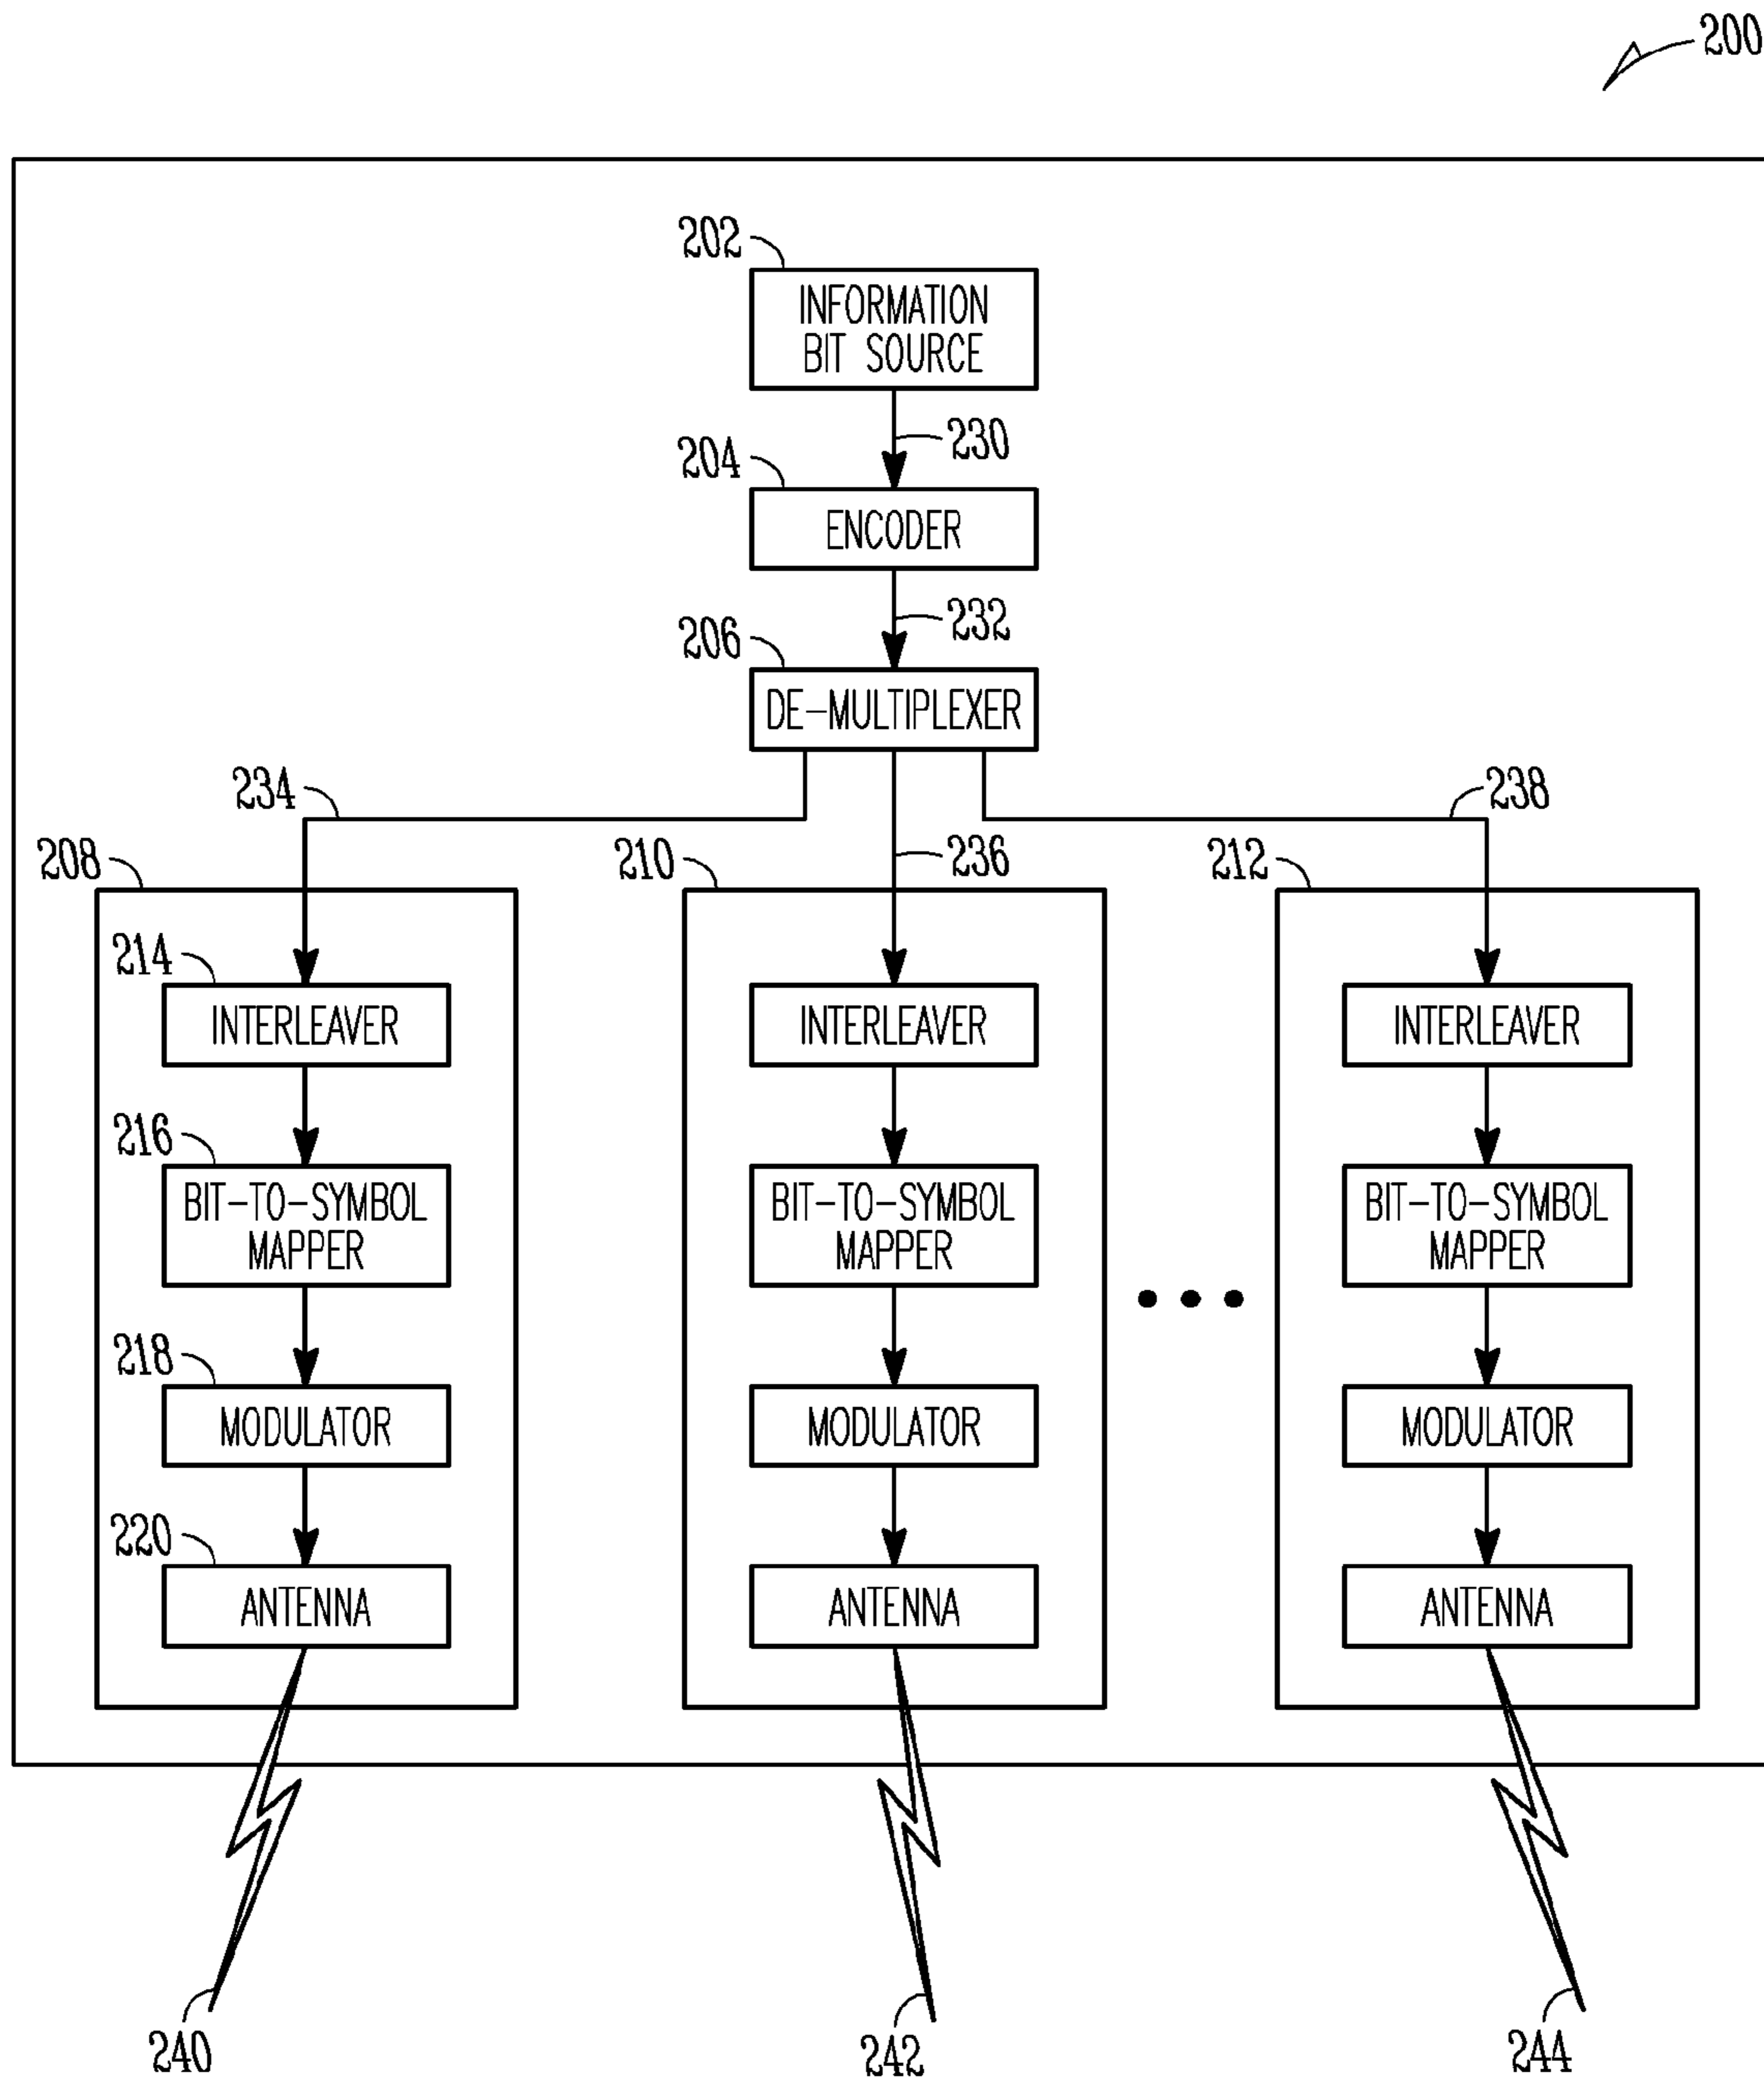 200
202
INFORMATION
BIT SOURCE
230
204
ENCODER
232
206
DE-MULTIPLEXER
234
238
208
210
236
212
214
INTERLEAVER
INTERLEAVER
INTERLEAVER
216
BIT-TO-SYMBOL
MAPPER
BIT-TO-SYMBOL
MAPPER
BIT-TO-SYMBOL
MAPPER
218
MODULATOR
MODULATOR
MODULATOR
220
ANTENNA
ANTENNA
ANTENNA
240
242
244